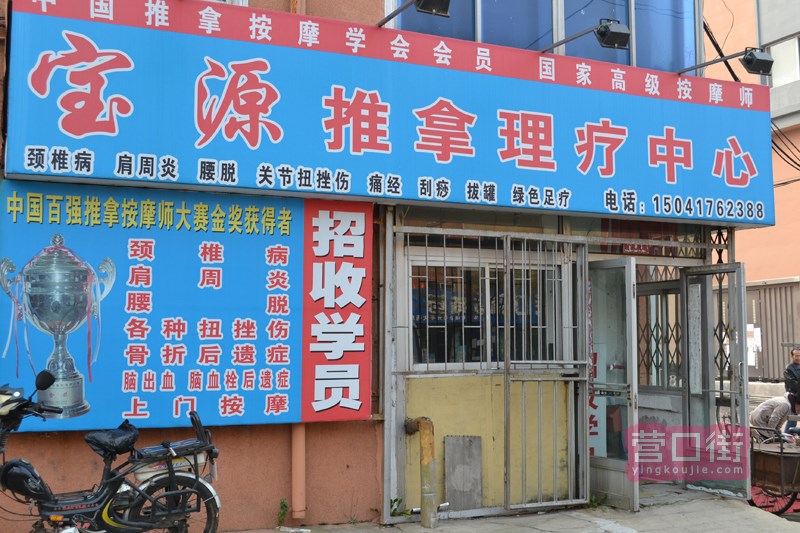 中国推拿按摩学会会员 国家高级按摩师
宝源推拿理疗中心
颈椎病 肩周炎 腰脱 关节扭挫伤 痛经 刮痧 拔罐 绿色足疗 电话:15041762388
中国百强推拿按摩师大赛金奖获得者
颈椎病
肩周炎
腰脱
各种扭挫伤
骨折后遗症
脑出血 脑血栓后遗症
上门按摩
招收学员
营口街
yingkoujie.com